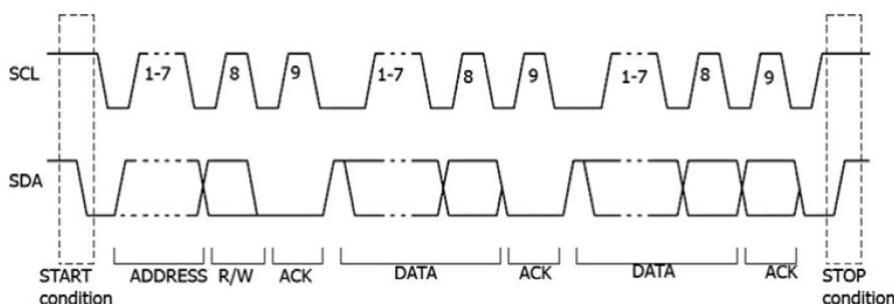 SCL 1-7 8 9 1-7 8 9 1-7 8 9
SDA
START ADDRESS R/W ACK DATA ACK DATA ACK STOP
condition condition